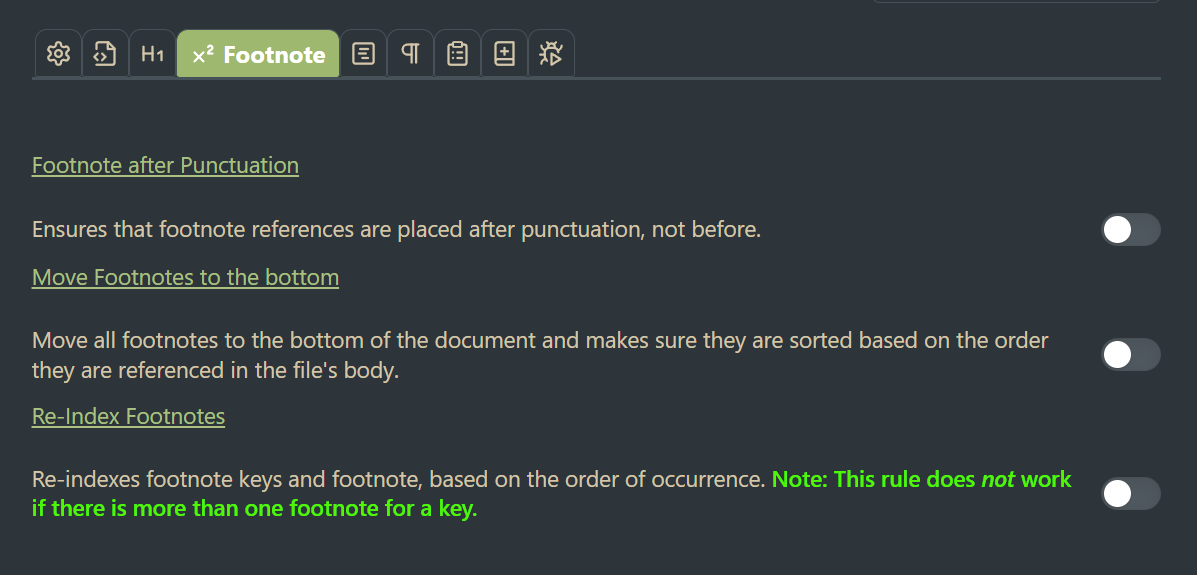 H1
x² Footnote
Footnote after Punctuation
Ensures that footnote references are placed after punctuation, not before.
Move Footnotes to the bottom
Move all footnotes to the bottom of the document and makes sure they are sorted based on the order
they are referenced in the file's body.
Re-Index Footnotes
Re-indexes footnote keys and footnote, based on the order of occurrence. Note: This rule does not work
if there is more than one footnote for a key.